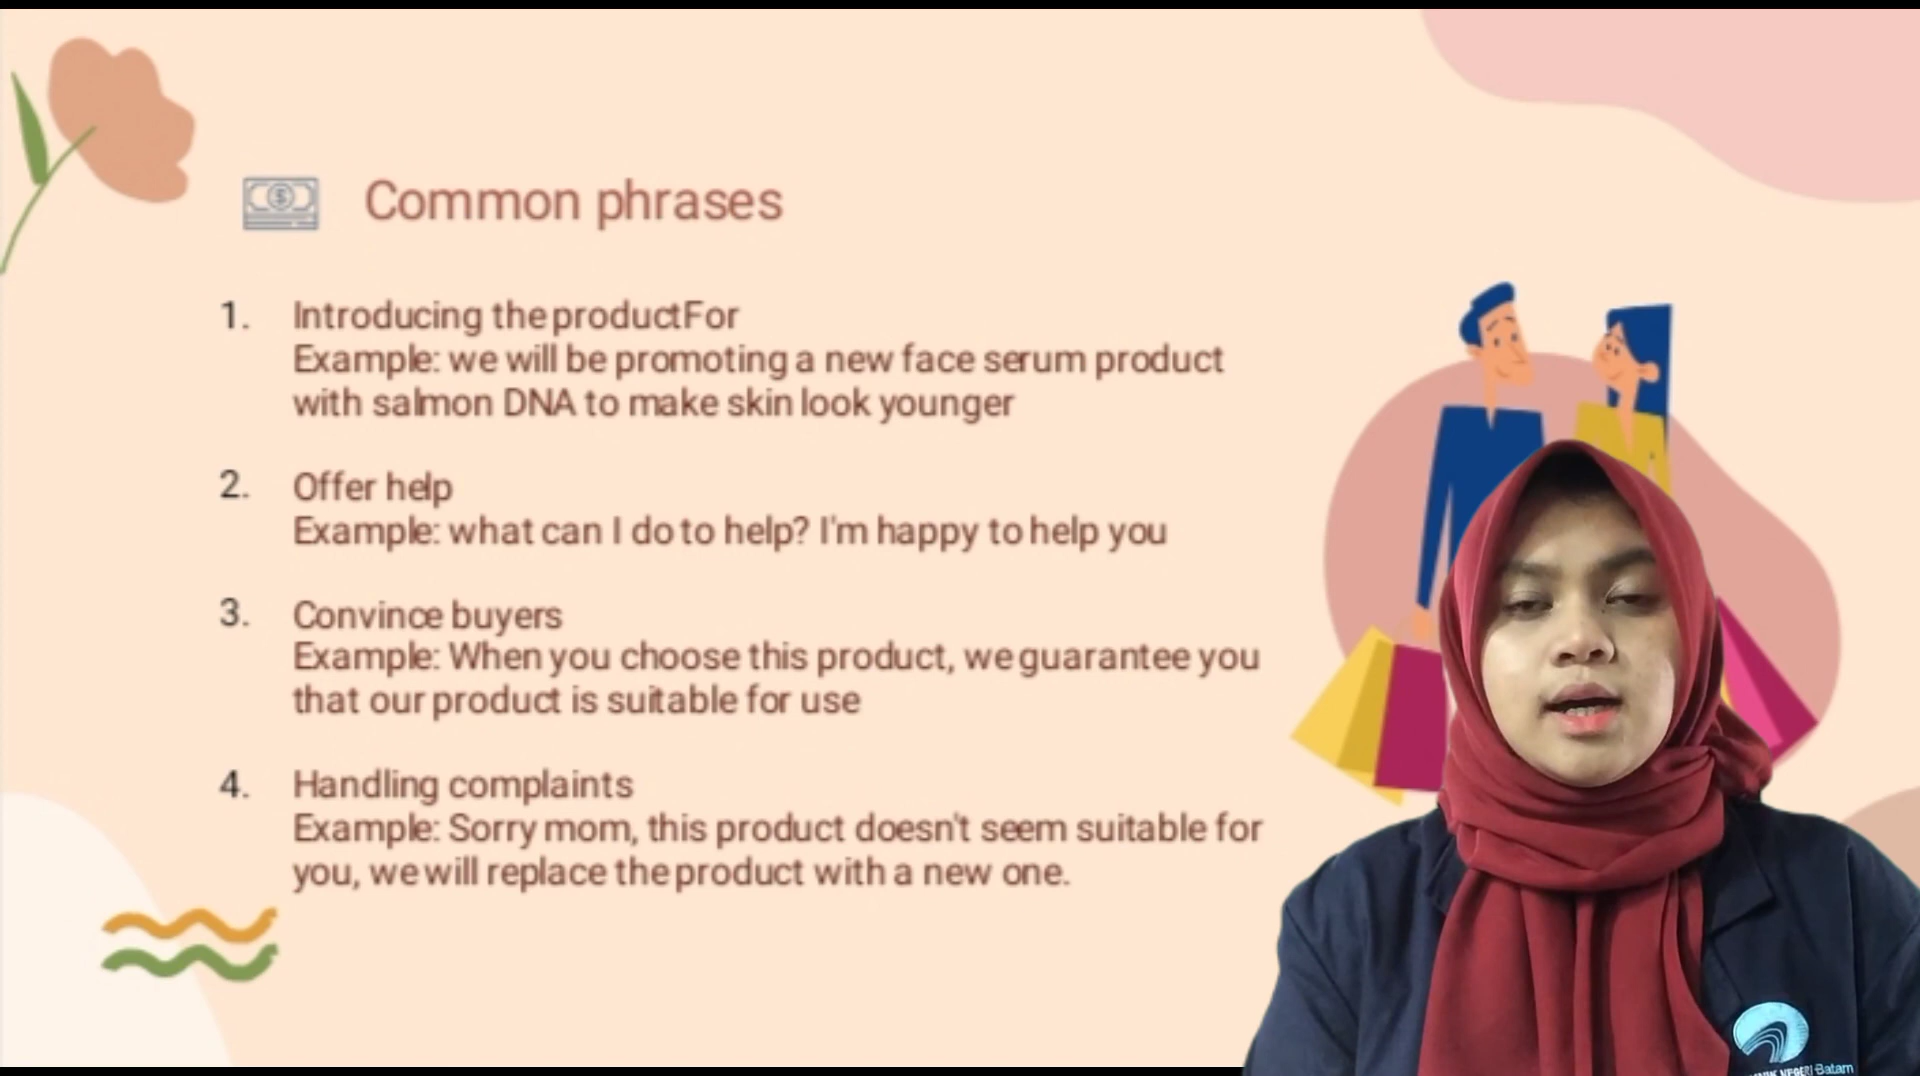 Common phrases
1. Introducing the productFor
Example: we will be promoting a new face serum product
with salmon DNA to make skin look younger
2. Offer help
Example: what can I do to help? I'm happy to help you
3. Convince buyers
Example: When you choose this product, we guarantee you
that our product is suitable for use
4. Handling complaints
Example: Sorry mom, this product doesn't seem suitable for
you, we will replace the product with a new one.
NEGERI Batam